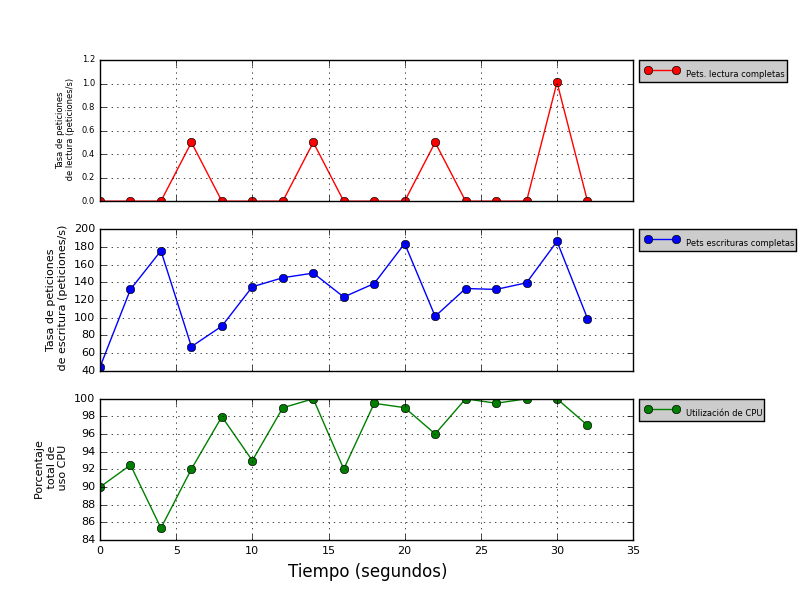 1.2
1.0
0.8
0.6
0.4
0.2
0.0
Tasa de peticiones
de lectura (peticiones/s)
Pets. lectura completas
200
180
160
140
120
100
80
60
40
Tasa de peticiones
de escritura (peticiones/s)
Pets escrituras completas
100
98
96
94
92
90
88
86
84
Porcentaje
total de
uso CPU
Utilización de CPU
0 5 10 15 20 25 30 35
Tiempo (segundos)